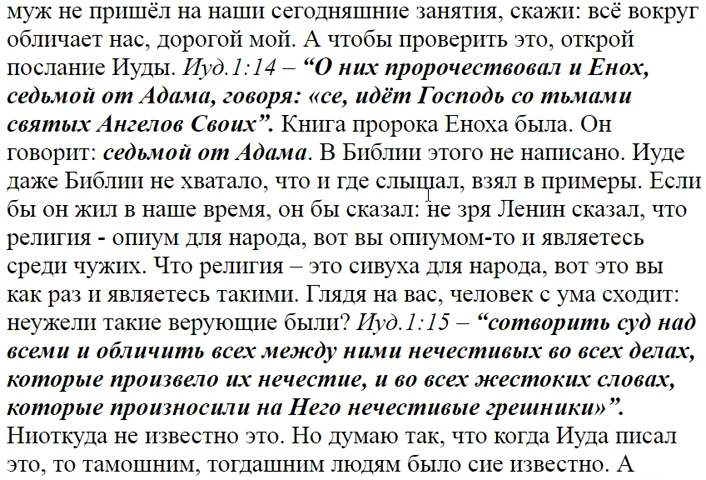 муж не пришёл на наши сегодняшние занятия, скажи: всё вокруг
обличает нас, дорогой мой. А чтобы проверить это, открой
послание Иуды. Иуд.1:14 – “О них пророчествовал и Енох,
седьмой от Адама, говоря: «се, идёт Господь со тьмами
святых Ангелов Своих”. Книга пророка Еноха была. Он
говорит: седьмой от Адама. В Библии этого не написано. Иуде
даже Библии не хватало, что и где слышал, взял в примеры. Если
бы он жил в наше время, он бы сказал: не зря Ленин сказал, что
религия - опиум для народа, вот вы опиумом-то и являетесь
среди чужих. Что религия – это сивуха для народа, вот это вы
как раз и являетесь такими. Глядя на вас, человек с ума сходит:
неужели такие верующие были? Иуд.1:15 – “сотворить суд над
всеми и обличить всех между ними нечестивых во всех делах,
которые произвело их нечестие, и во всех жестоких словах,
которые произносили на Него нечестивые грешники»”.
Ниоткуда не известно это. Но думаю так, что когда Иуда писал
это, то тамошним, тогдашним людям было сие известно. А